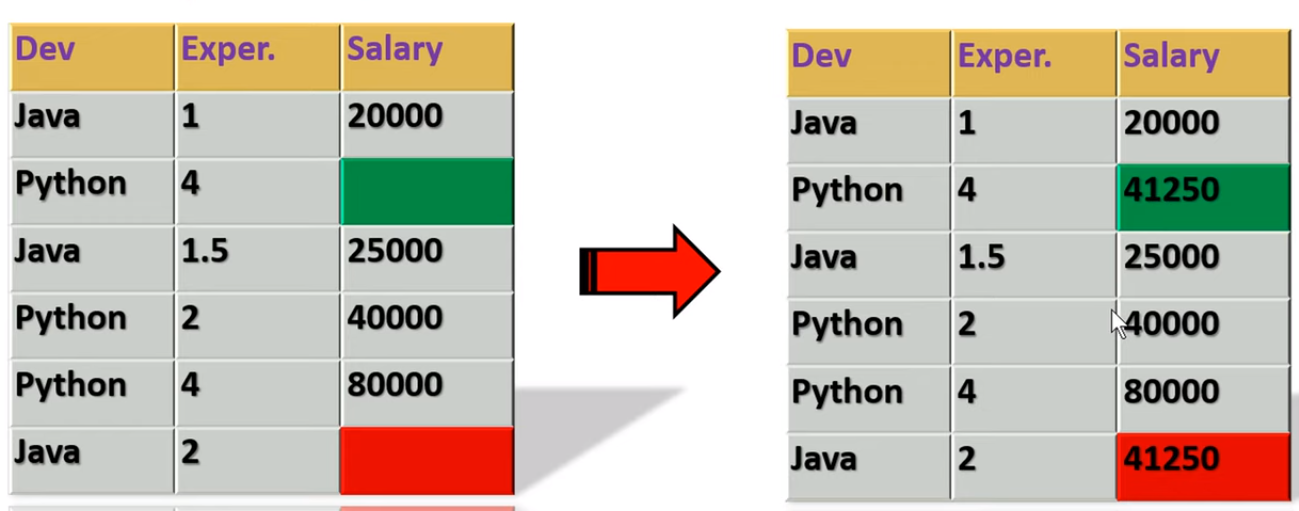 Dev Exper. Salary
Java 1 20000
Python 4
Java 1.5 25000
Python 2 40000
Python 4 80000
Java 2
Dev Exper. Salary
Java 1 20000
Python 4 41250
Java 1.5 25000
Python 2 40000
Python 4 80000
Java 2 41250